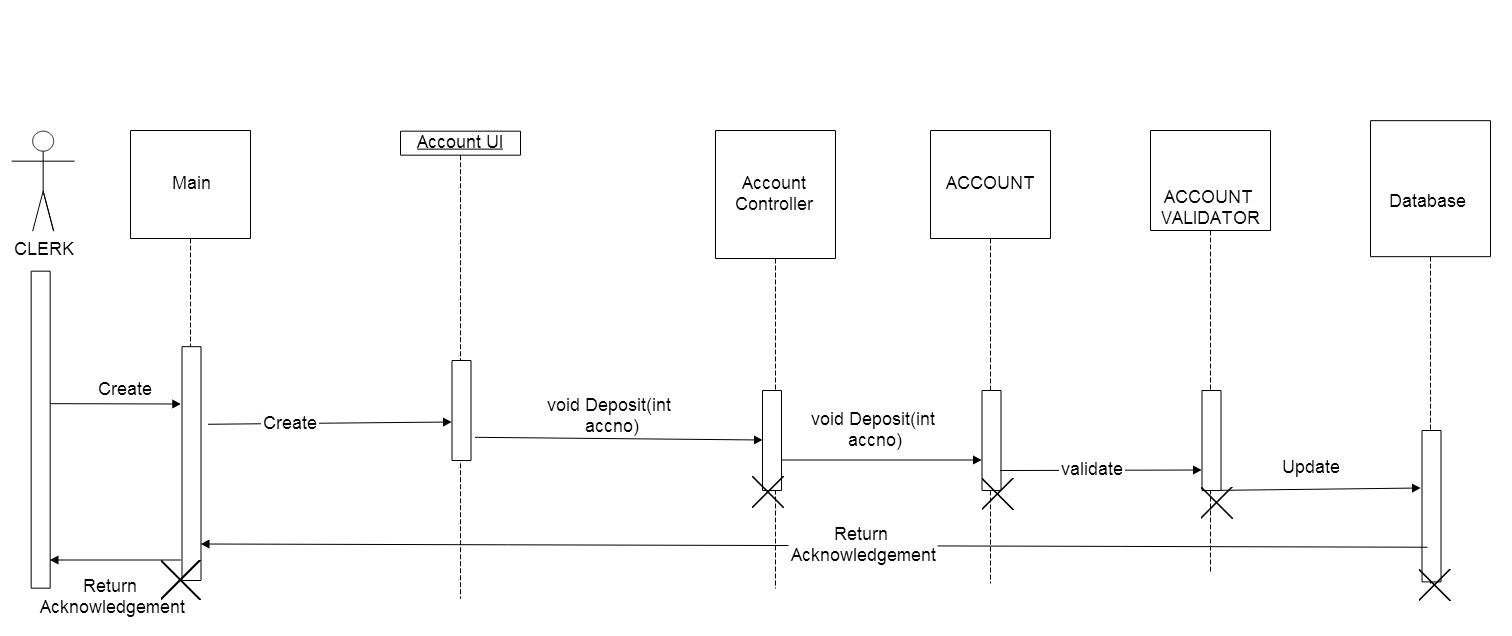 CLERK
Main
Account UI
Account
Controller
ACCOUNT
ACCOUNT
VALIDATOR
Database
Create
Create
void Deposit(int
accno)
void Deposit(int
accno)
validate
Update
Return
Acknowledgement
Return
Acknowledgement